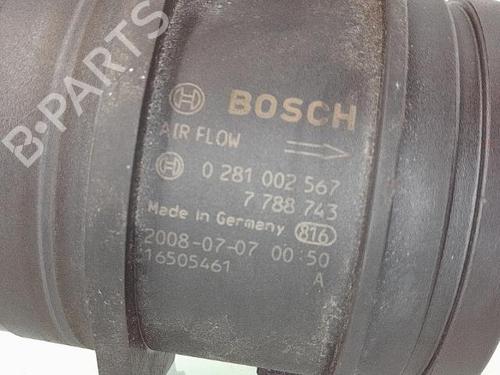 B-PARTS
BOSCH
AIR FLOW
0 281 002 567
7 788 743
Made in Germany 816
2008-07-07 00:50
16505461 A